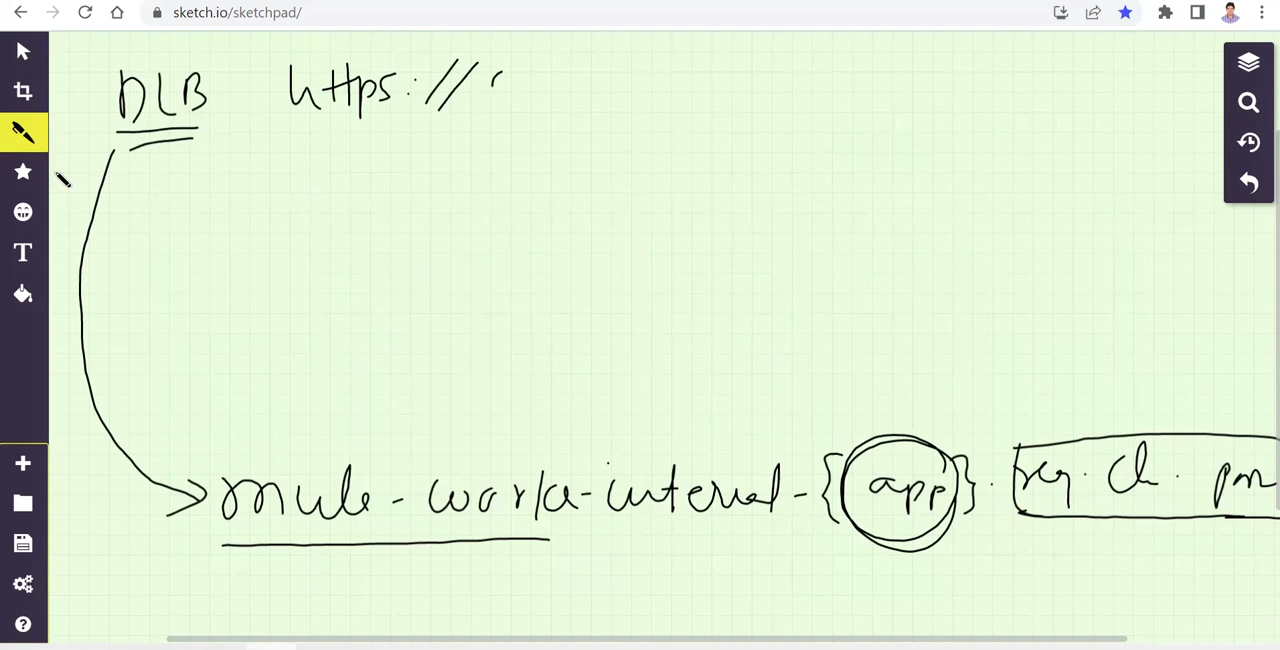 sketch.io/sketchpad/
DLB https://
T
mule-worker-internal-{app}.
?